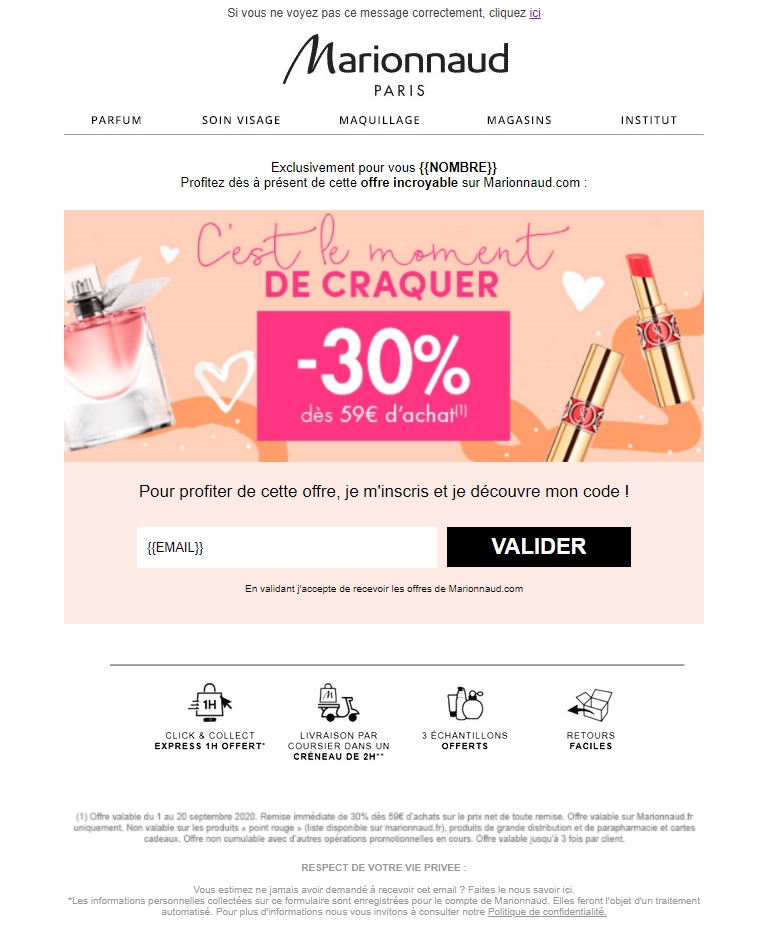 Si vous ne voyez pas ce message correctement, cliquez ici
Marionnaud
PARIS
PARFUM SOIN VISAGE MAQUILLAGE MAGASINS INSTITUT
Exclusivement pour vous {{NOMBRE}}
Profitez dès à présent de cette offre incroyable sur Marionnaud.com :
C'est le moment
DE CRAQUER
-30%
dès 59€ d'achat(1)
Pour profiter de cette offre, je m'inscris et je découvre mon code !
{{EMAIL}} VALIDER
En validant j'accepte de recevoir les offres de Marionnaud.com
1H
M
CLICK & COLLECT
EXPRESS 1H OFFERT*
LIVRAISON PAR
COURSIER DANS UN
CRÉNEAU DE 2H**
3 ÉCHANTILLONS
OFFERTS
RETOURS
FACILES
(1) Offre valable du 1 au 20 septembre 2020. Remise immédiate de 30% dès 59€ d'achats sur le prix net de toute remise. Offre valable sur Marionnaud.fr
uniquement. Non valable sur les produits « point rouge » (liste disponible sur marionnaud.fr), produits de grande distribution et de parapharmacie et cartes
cadeaux. Offre non cumulable avec d'autres opérations promotionnelles en cours. Offre valable jusqu'à 3 fois par client.
RESPECT DE VOTRE VIE PRIVEE :
Vous estimez ne jamais avoir demandé à recevoir cet email ? Faites le nous savoir ici.
*Les informations personnelles collectées sur ce formulaire sont enregistrées pour le compte de Marionnaud. Elles feront l'objet d'un traitement
automatisé. Pour plus d'informations nous vous invitons à consulter notre Politique de confidentialité.